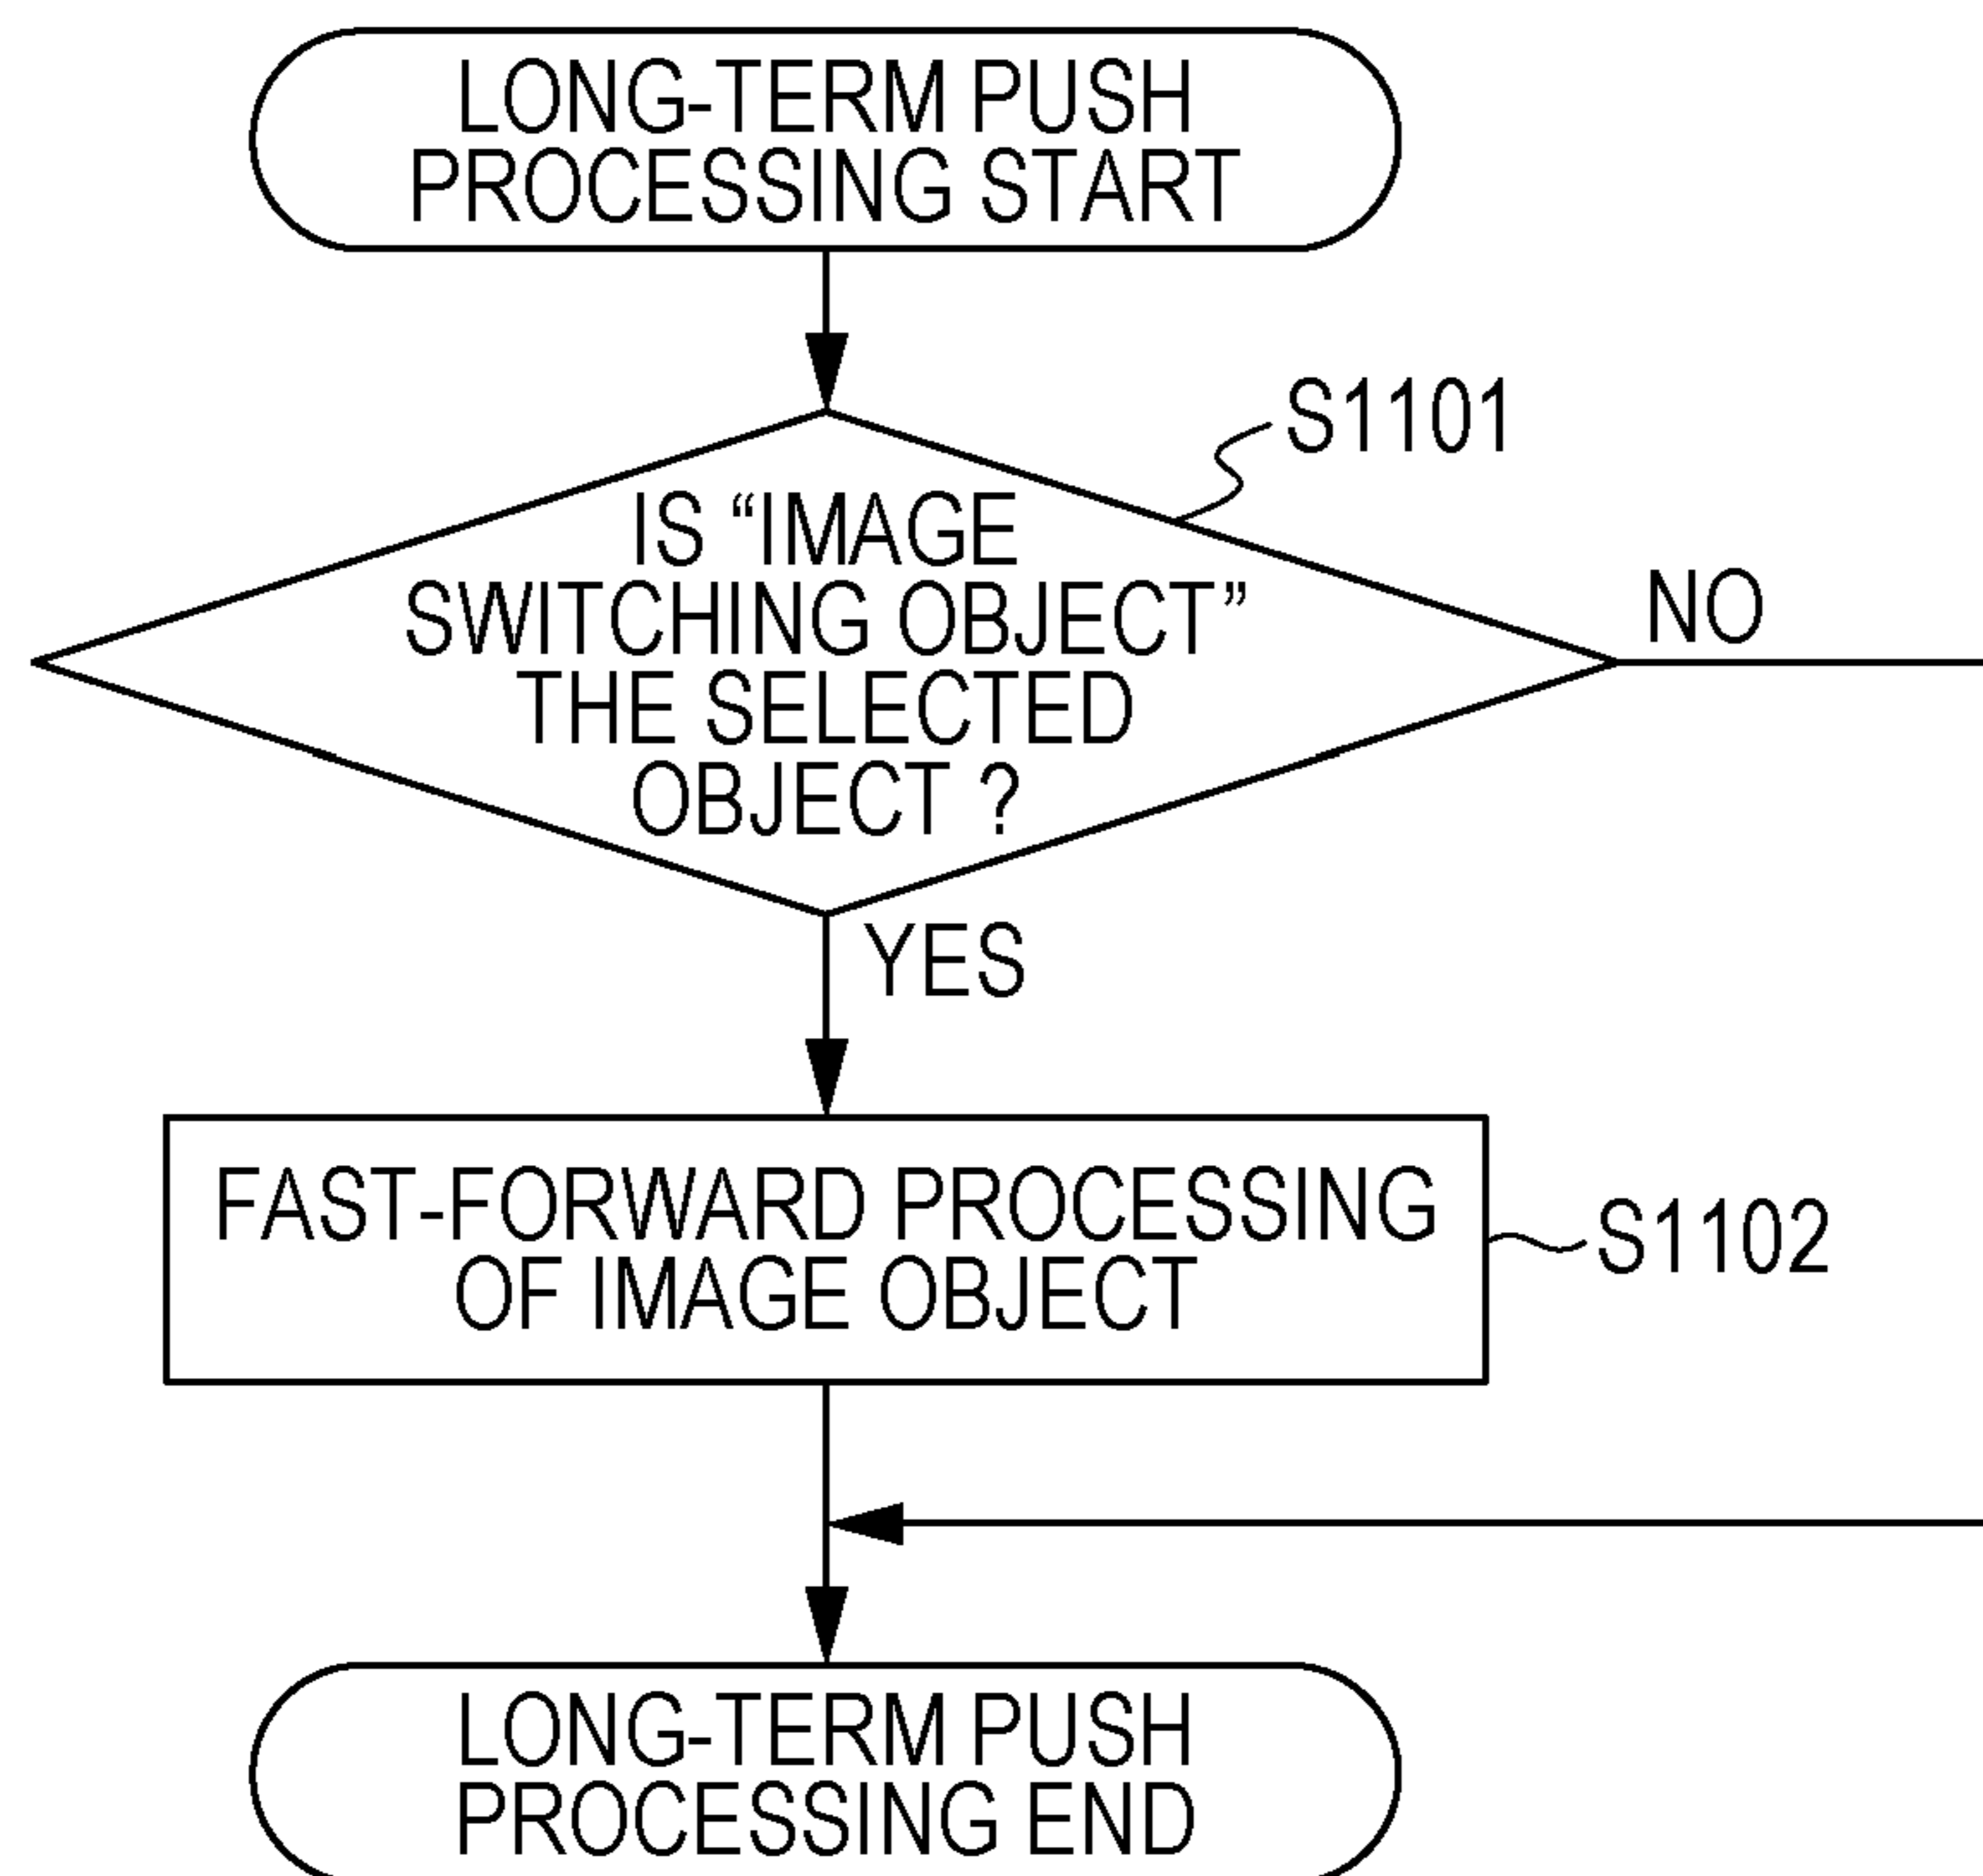 LONG-TERM PUSH
PROCESSING START
S1101
IS “IMAGE
SWITCHING OBJECT”
THE SELECTED
OBJECT ?
NO
YES
FAST-FORWARD PROCESSING
OF IMAGE OBJECT
S1102
LONG-TERM PUSH
PROCESSING END